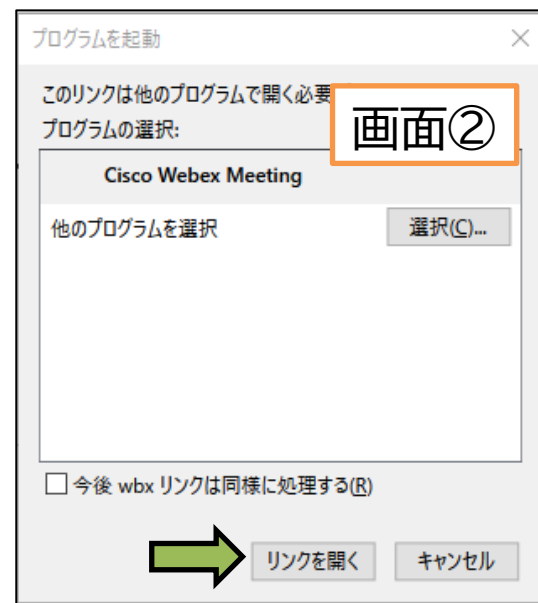 プログラムを起動
このリンクは他のプログラムで開く必要
画面②
プログラムの選択:
Cisco Webex Meeting
他のプログラムを選択
選択(C)...
今後 wbx リンクは同様に処理する(R)
リンクを開く
キャンセル